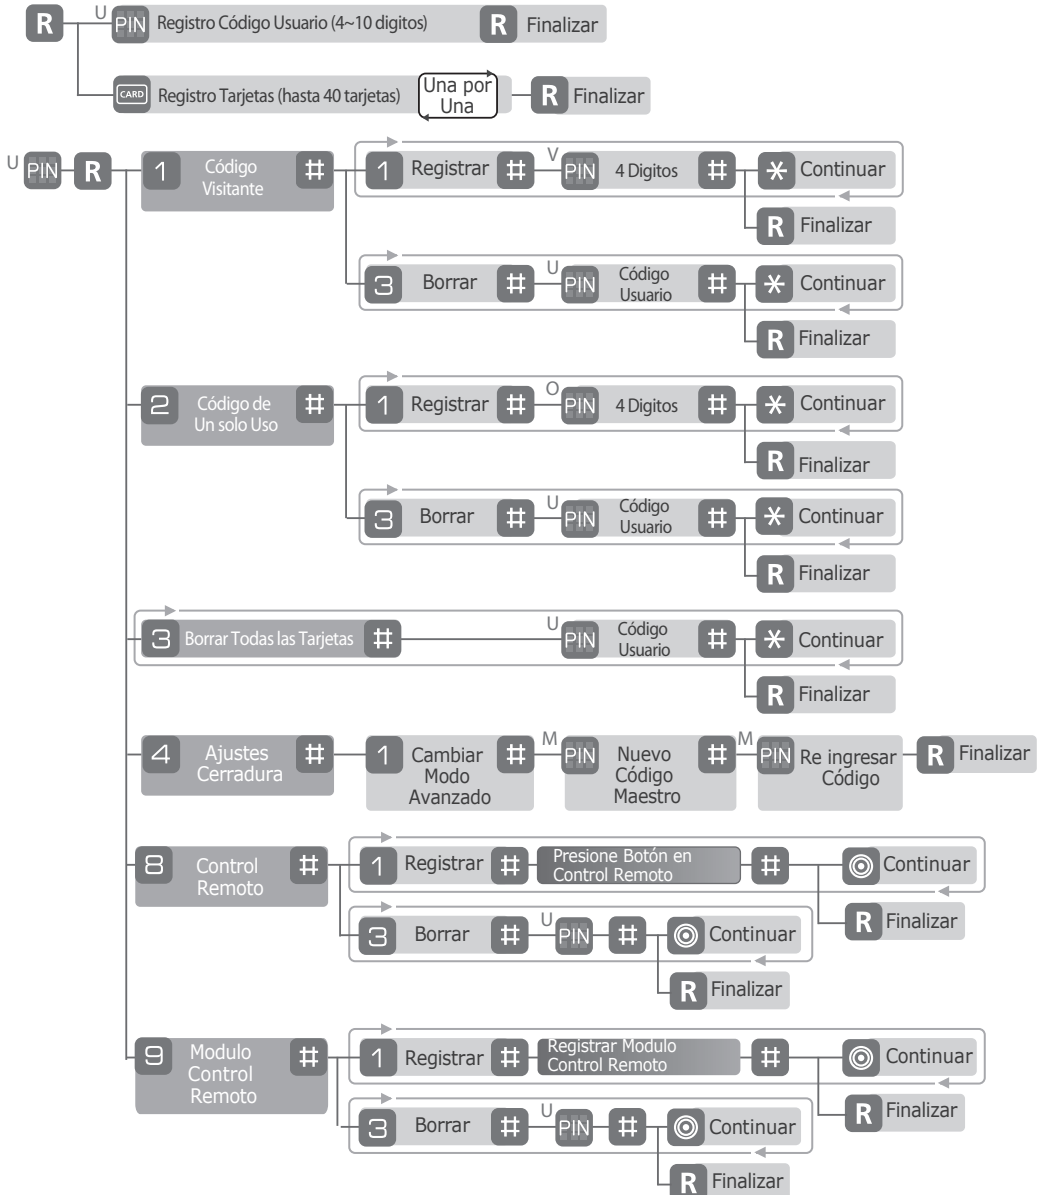 R U PIN Registro Código Usuario (4~10 digitos) R Finalizar
CARD Registro Tarjetas (hasta 40 tarjetas) Una por
Una
R Finalizar
U PIN R
1 Código
Visitante
#
1 Registrar # V PIN 4 Digitos # * Continuar
R Finalizar
3 Borrar # U PIN Código
Usuario
# * Continuar
R Finalizar
2 Código de
Un solo Uso
#
1 Registrar # O PIN 4 Digitos # * Continuar
R Finalizar
3 Borrar # U PIN Código
Usuario
# * Continuar
R Finalizar
3 Borrar Todas las Tarjetas # U PIN Código
Usuario
# * Continuar
R Finalizar
4 Ajustes
Cerradura
#
1 Cambiar
Modo
Avanzado
#
M PIN Nuevo
Código
Maestro
#
M PIN Re ingresar
Código
R Finalizar
8 Control
Remoto
#
1 Registrar # Presione Botón en
Control Remoto
# Continuar
R Finalizar
3 Borrar # U PIN # Continuar
R Finalizar
9 Modulo
Control
Remoto
#
1 Registrar # Registrar Modulo
Control Remoto
# Continuar
R Finalizar
3 Borrar # U PIN # Continuar
R Finalizar